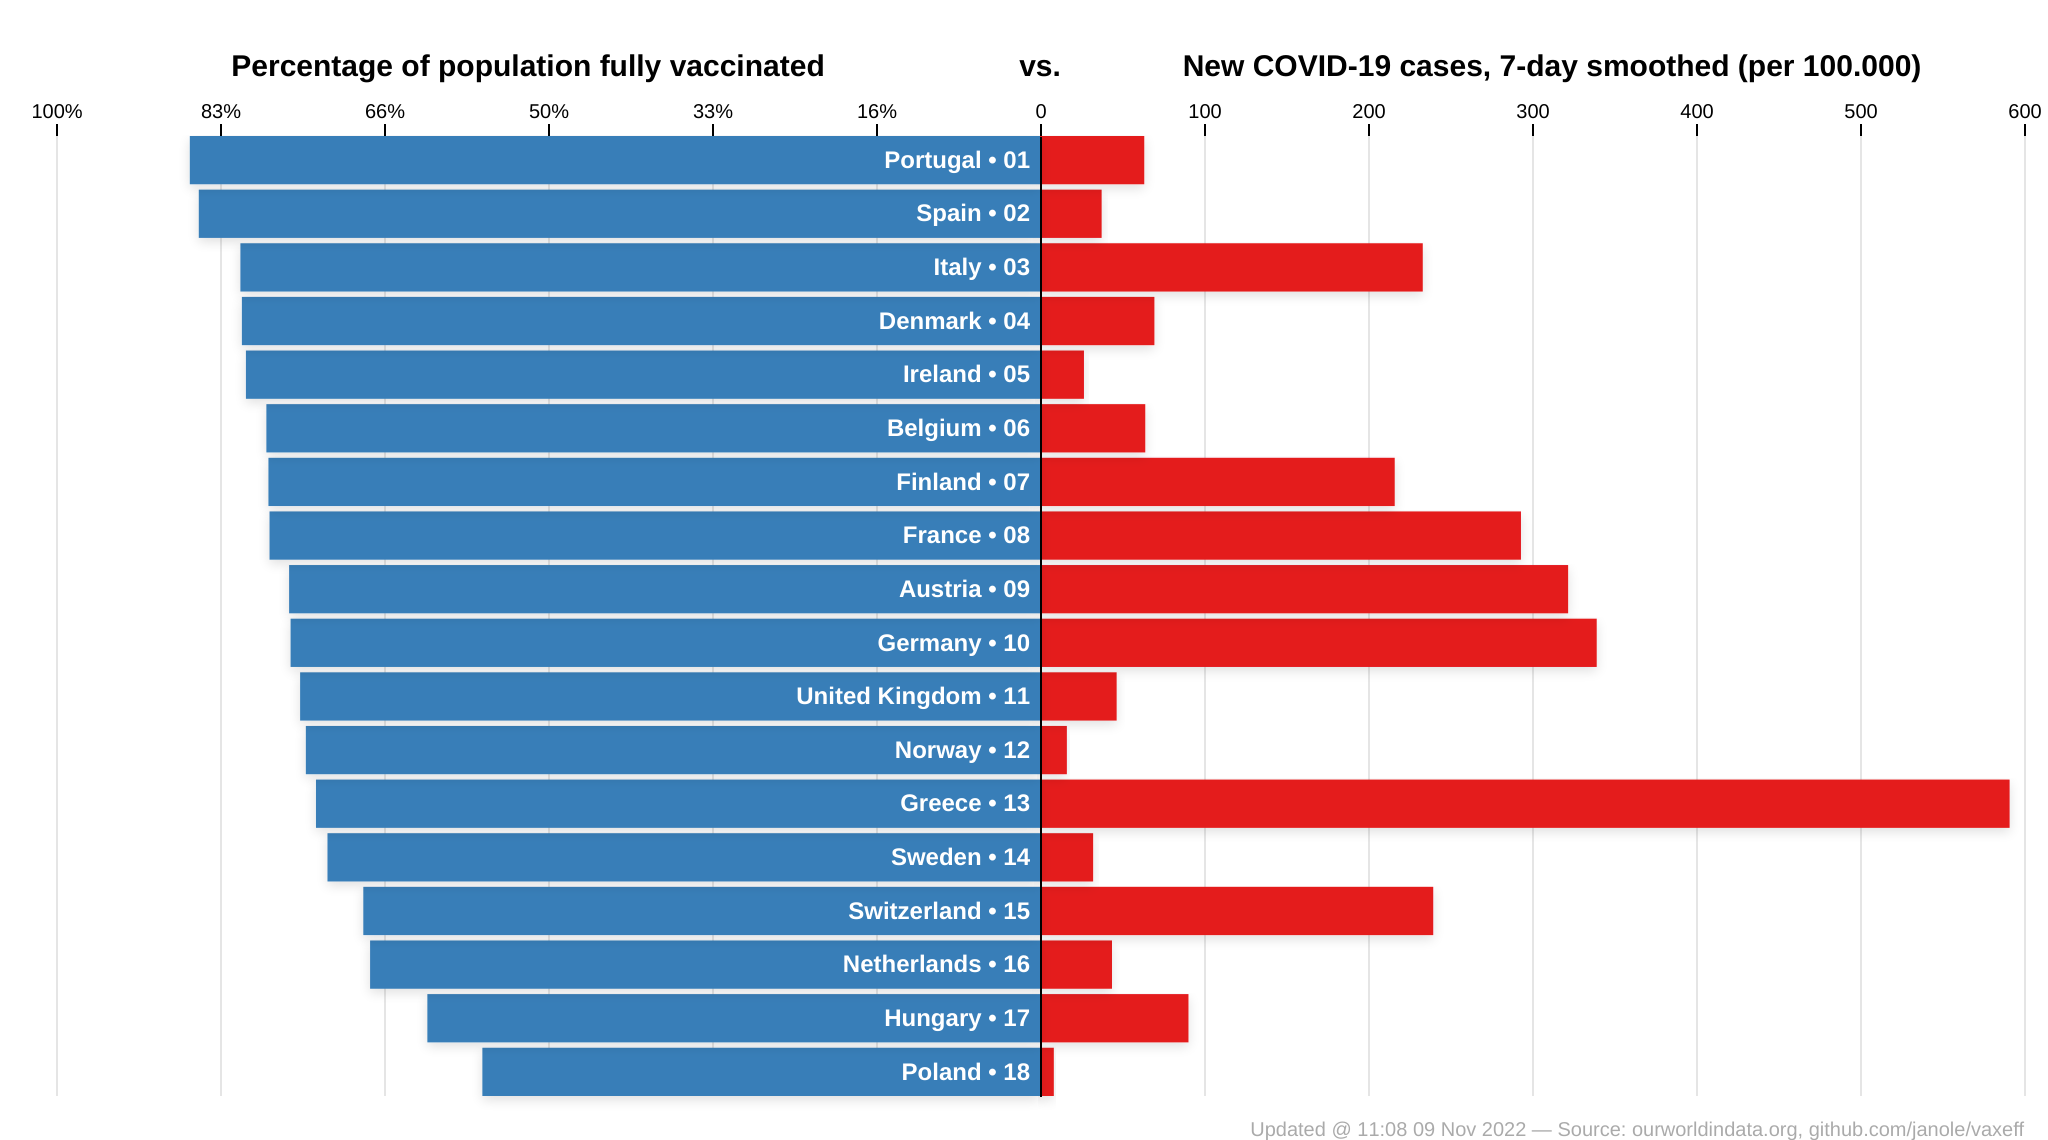 Percentage of population fully vaccinated vs. New COVID-19 cases, 7-day smoothed (per 100.000)
100% 83% 66% 50% 33% 16% 0 100 200 300 400 500 600
Portugal • 01
Spain • 02
Italy • 03
Denmark • 04
Ireland • 05
Belgium • 06
Finland • 07
France • 08
Austria • 09
Germany • 10
United Kingdom • 11
Norway • 12
Greece • 13
Sweden • 14
Switzerland • 15
Netherlands • 16
Hungary • 17
Poland • 18
Updated @ 11:08 09 Nov 2022 — Source: ourworldindata.org, github.com/janole/vaxeff